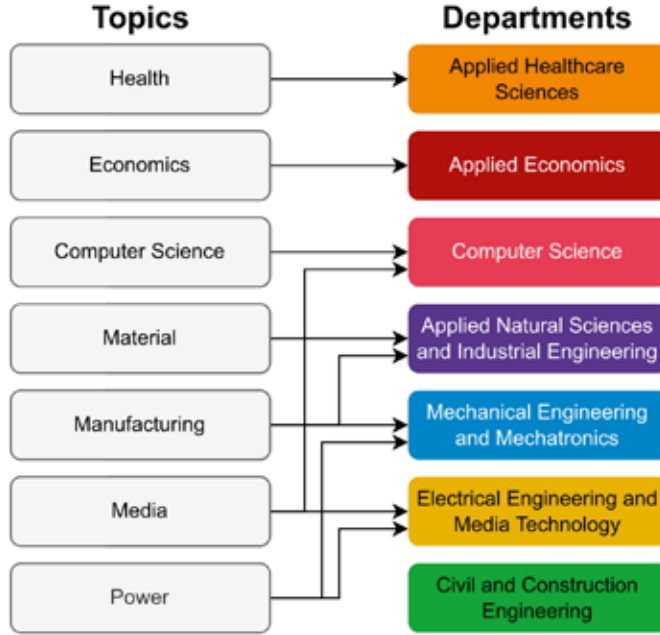 Topics
Departments
Health
Applied Healthcare
Sciences
Economics
Applied Economics
Computer Science
Computer Science
Material
Applied Natural Sciences
and Industrial Engineering
Manufacturing
Mechanical Engineering
and Mechatronics
Media
Electrical Engineering and
Media Technology
Power
Civil and Construction
Engineering